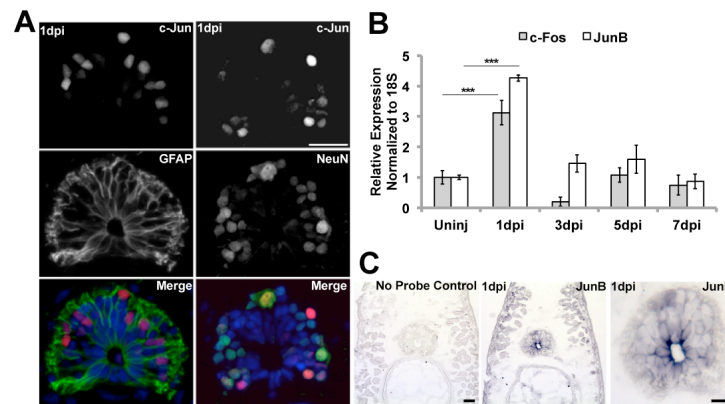 A
1dpi
c-Jun
1dpi
c-Jun
GFAP
NeuN
Merge
Merge
B
c-Fos
JunB
Relative Expression
Normalized to 18S
5
4
3
2
1
0
***
***
Uninj
1dpi
3dpi
5dpi
7dpi
C
No Probe Control
1dpi
JunB
1dpi
Jun